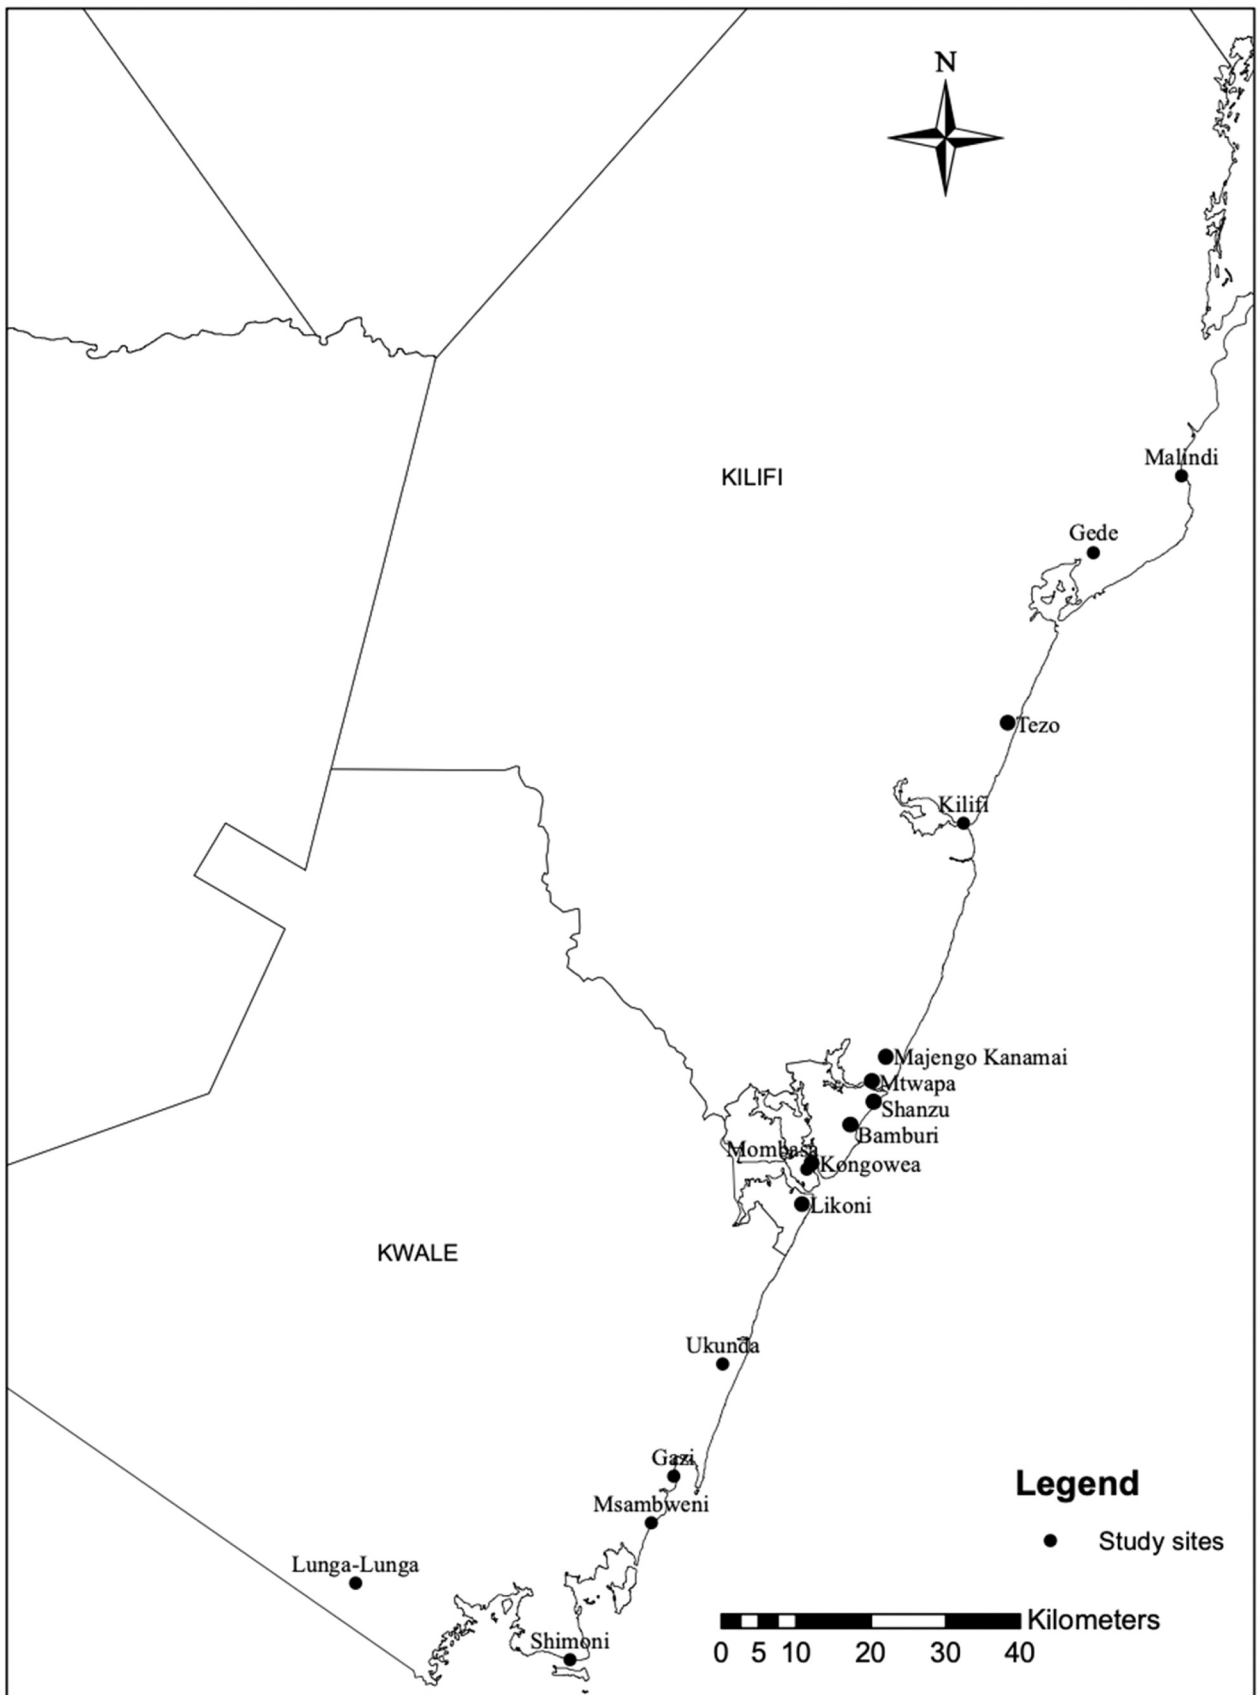 N
Malindi
KILIFI
Gede
Tezo
Kilifi
Majengo Kanamai
Mtwapa
Shanzu
Bamburi
Mombasa
Kongowea
Likoni
KWALE
Ukunda
Gazi
Msambweni
Lunga-Lunga
Shimoni
Legend
Study sites
Kilometers
0 5 10 20 30 40